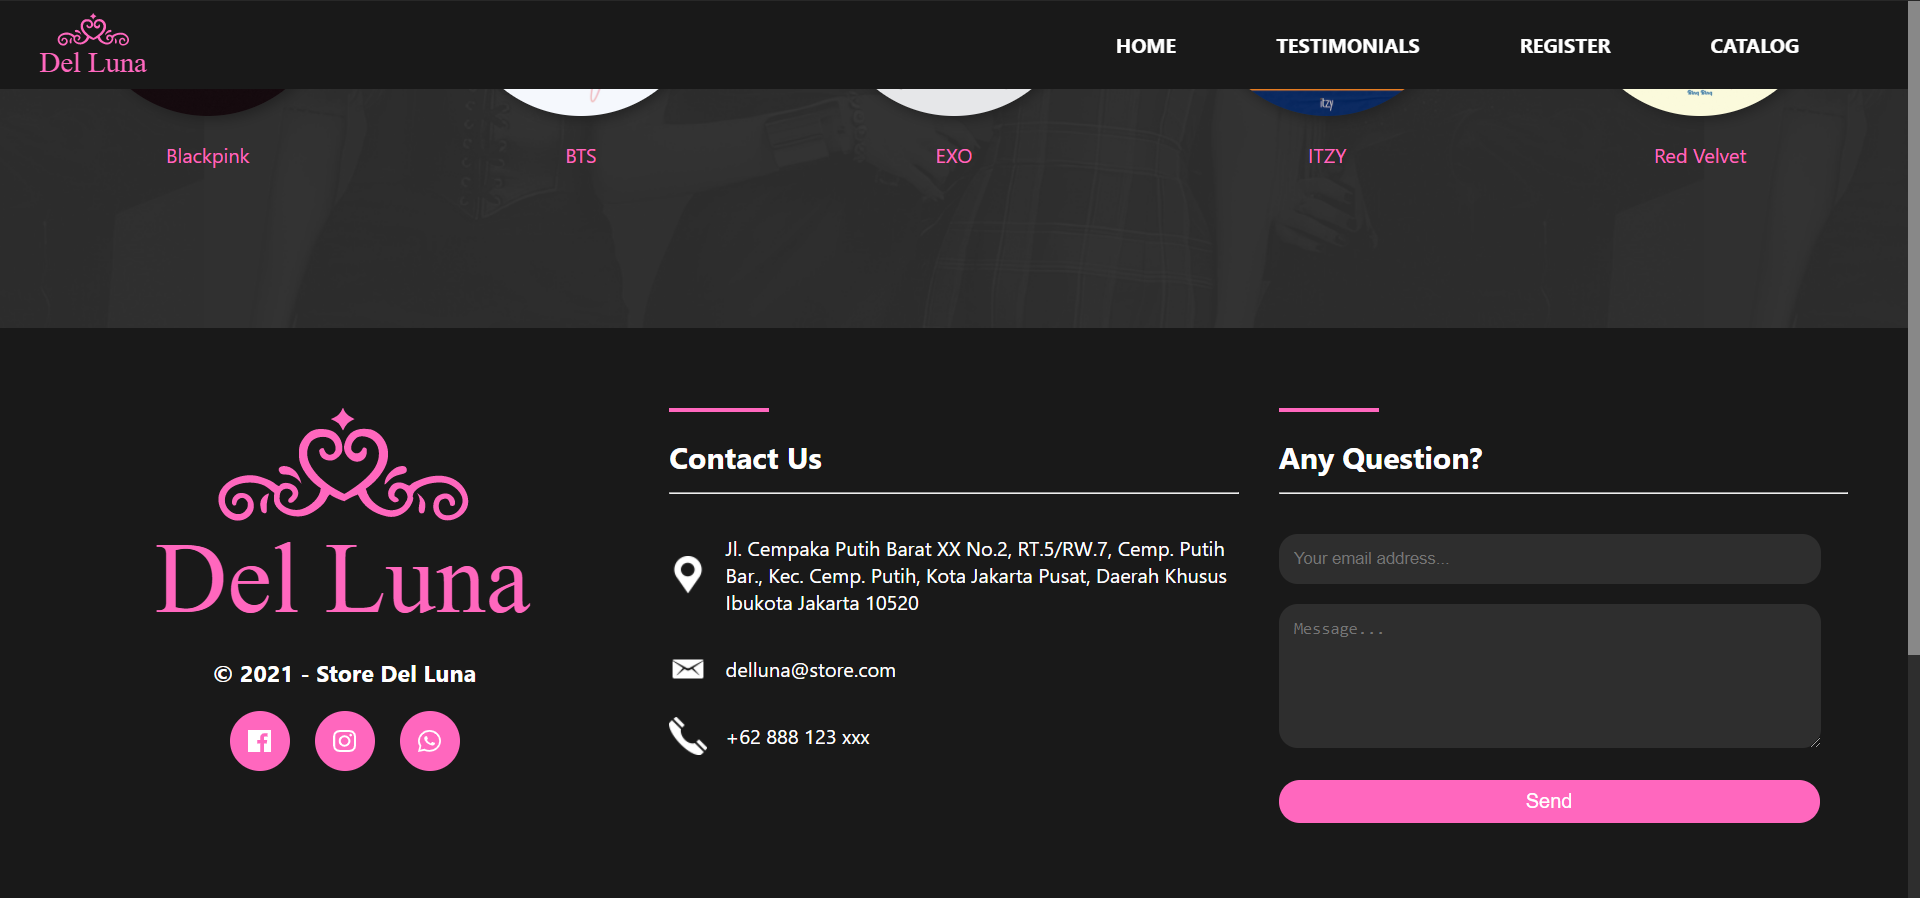 Del Luna
HOME
TESTIMONIALS
REGISTER
CATALOG
itzy
Blackpink
BTS
EXO
ITZY
Red Velvet
Del Luna
© 2021 - Store Del Luna
Contact Us
Jl. Cempaka Putih Barat XX No.2, RT.5/RW.7, Cemp. Putih
Bar., Kec. Cemp. Putih, Kota Jakarta Pusat, Daerah Khusus
Ibukota Jakarta 10520
delluna@store.com
+62 888 123 xxx
Any Question?
Your email address...
Message...
Send